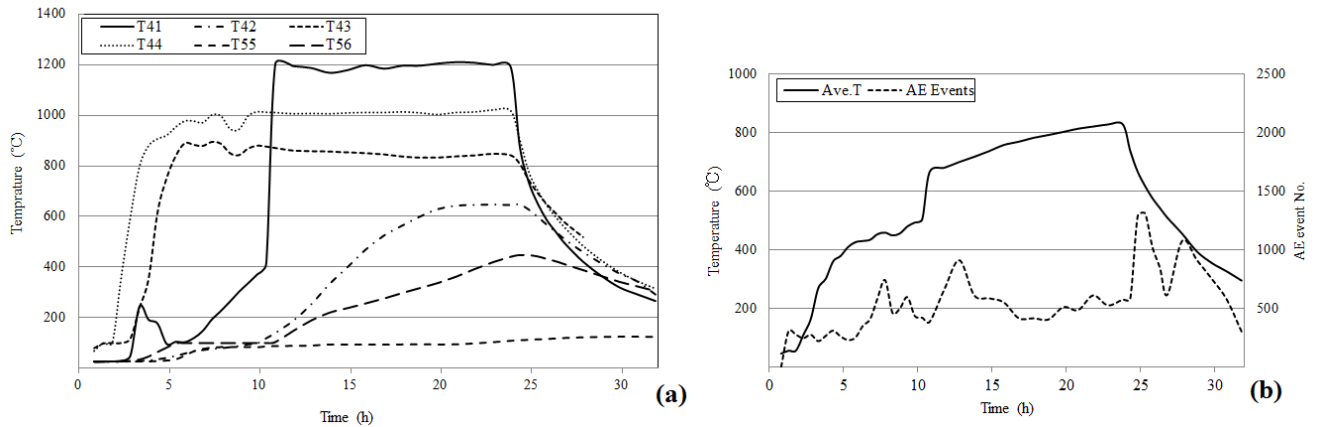 1400
1200
1000
800
600
400
200
T41 T42 T43
T44 T55 T56
Temprature (℃)
0 5 10 15 20 25 30
Time (h)
(a)
1000
800
600
400
200
0
Ave.T AE Events
Temperature (℃)
2500
2000
1500
1000
500
AE event No.
0 5 10 15 20 25 30
Time (h)
(b)